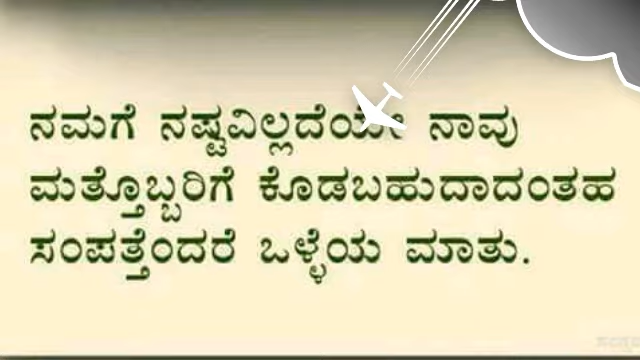 ನಮಗೆ ನಷ್ಟವಿಲ್ಲದೆಯೇ ನಾವು
ಮತ್ತೊಬ್ಬರಿಗೆ ಕೊಡಬಹುದಾದಂತಹ
ಸಂಪತ್ತೆಂದರೆ ಒಳ್ಳೆಯ ಮಾತು.